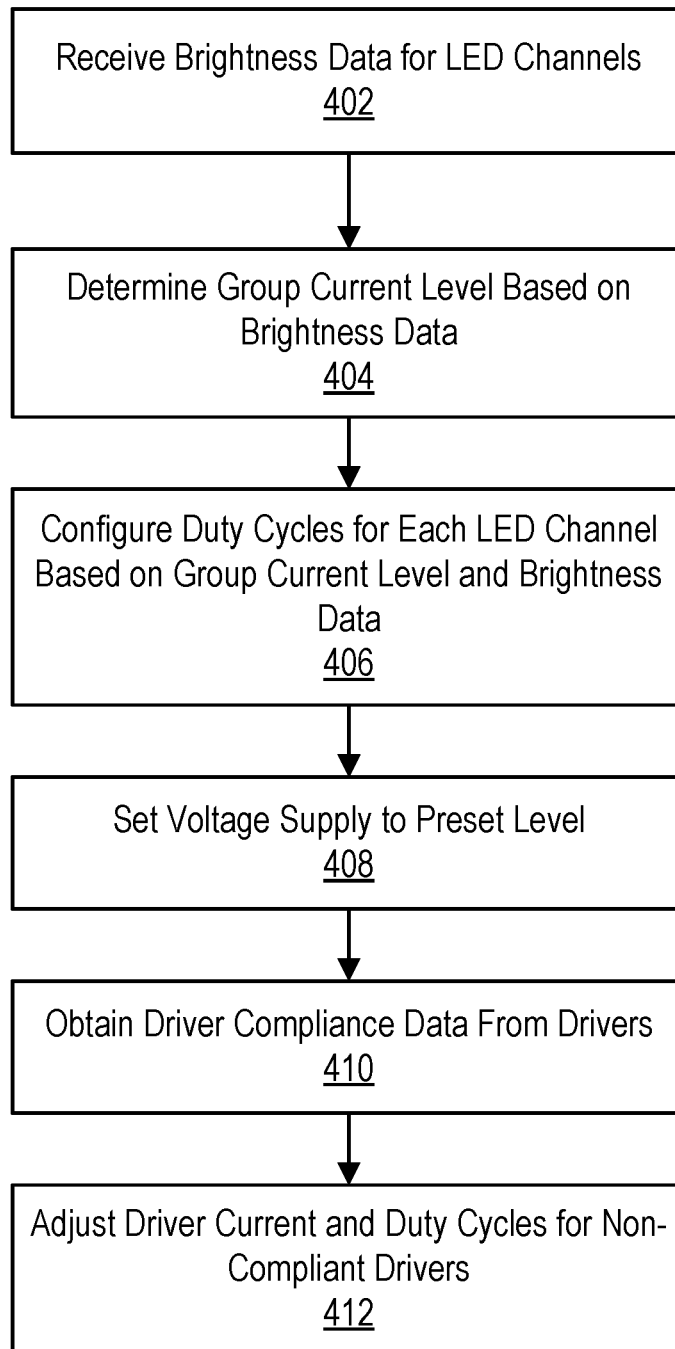 Receive Brightness Data for LED Channels
402
Determine Group Current Level Based on
Brightness Data
404
Configure Duty Cycles for Each LED Channel
Based on Group Current Level and Brightness
Data
406
Set Voltage Supply to Preset Level
408
Obtain Driver Compliance Data From Drivers
410
Adjust Driver Current and Duty Cycles for Non-
Compliant Drivers
412